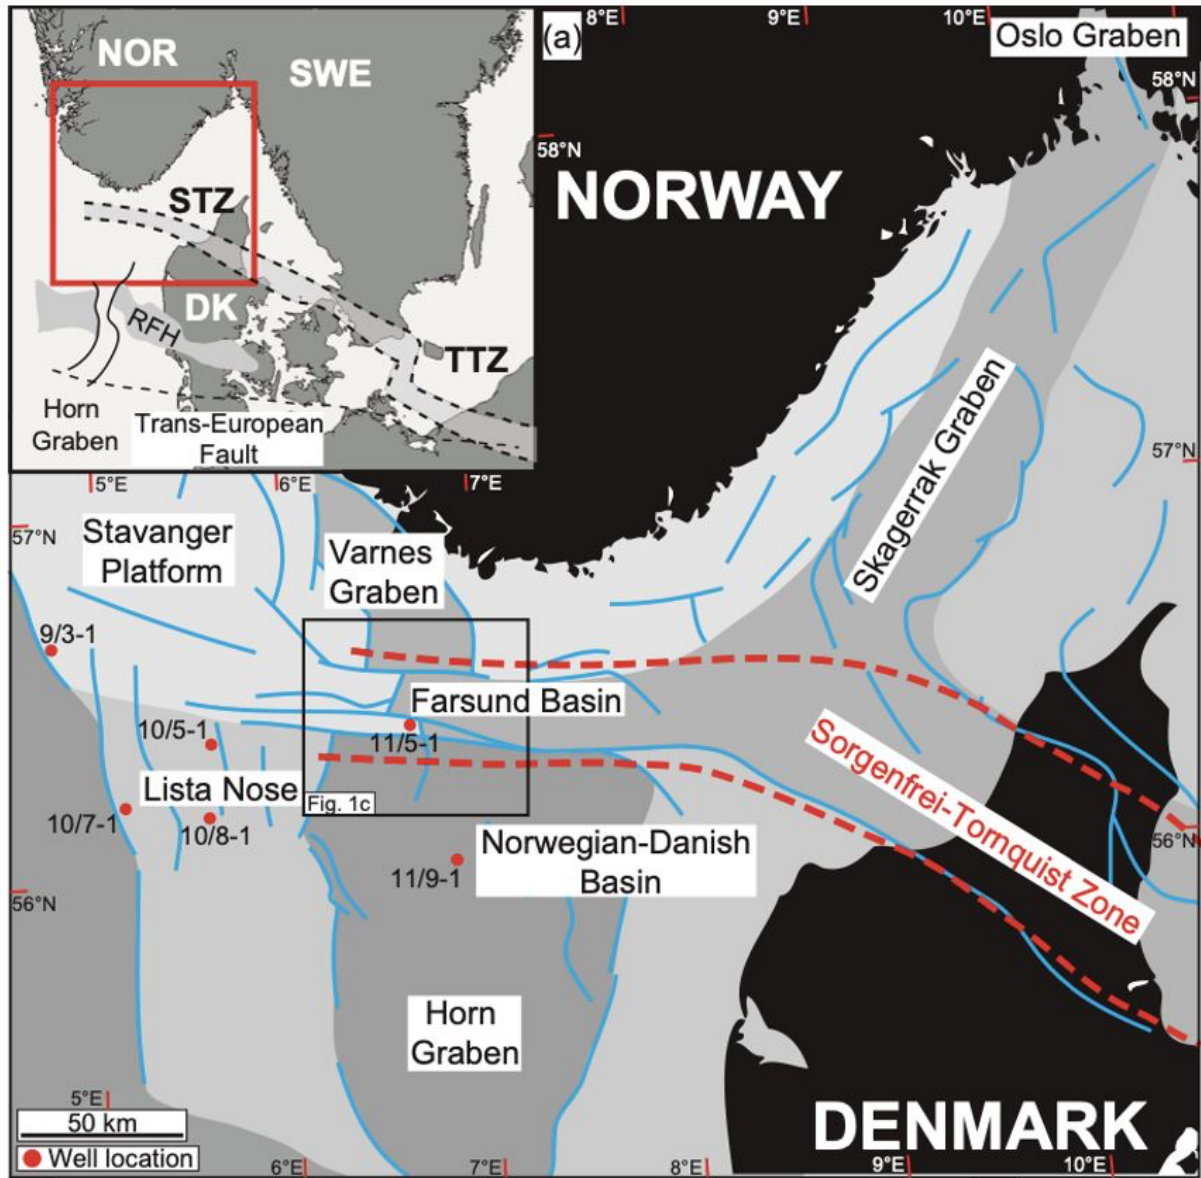 8°E
9°E
10°E
(a)
Oslo Graben
NOR
SWE
58°N
58°N
NORWAY
STZ
DK
RFH
TTZ
Horn
Graben
Trans-European
Fault
Skagerrak Graben
57°N
5°E
6°E
7°E
57°N
Stavanger
Platform
Varnes
Graben
9/3-1
Farsund Basin
10/5-1
11/5-1
Sorgenfrei-Tornquist Zone
Lista Nose
Fig. 1c
10/7-1
10/8-1
56°N
Norwegian-Danish
Basin
11/9-1
56°N
Horn
Graben
5°E
50 km
DENMARK
Well location
6°E
7°E
8°E
9°E
10°E